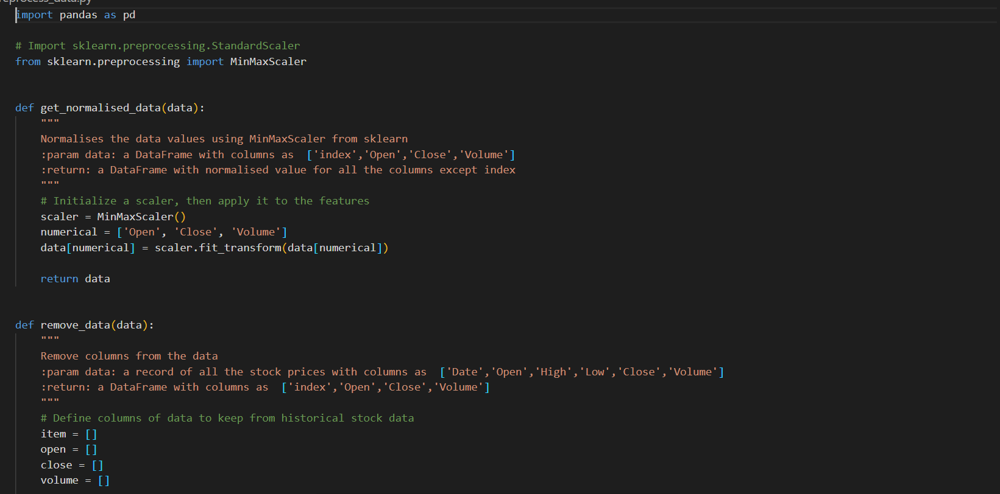 reprocess_data.py
import pandas as pd
# Import sklearn.preprocessing.StandardScaler
from sklearn.preprocessing import MinMaxScaler
def get_normalised_data(data):
    """
    Normalises the data values using MinMaxScaler from sklearn
    :param data: a DataFrame with columns as  ['index','Open','Close','Volume']
    :return: a DataFrame with normalised value for all the columns except index
    """
    # Initialize a scaler, then apply it to the features
    scaler = MinMaxScaler()
    numerical = ['Open', 'Close', 'Volume']
    data[numerical] = scaler.fit_transform(data[numerical])
    return data
def remove_data(data):
    """
    Remove columns from the data
    :param data: a record of all the stock prices with columns as  ['Date','Open','High','Low','Close','Volume']
    :return: a DataFrame with columns as  ['index','Open','Close','Volume']
    """
    # Define columns of data to keep from historical stock data
    item = []
    open = []
    close = []
    volume = []